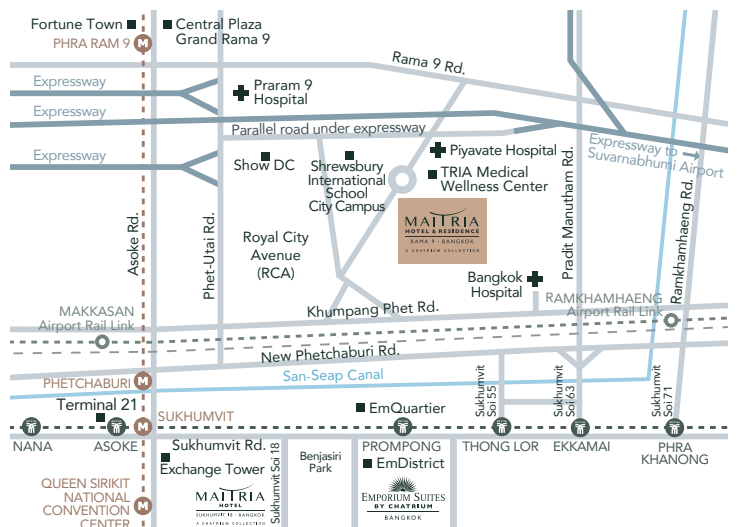 Fortune Town
Central Plaza
Grand Rama 9
PHRA RAM 9
M
Rama 9 Rd.
Expressway
Praram 9
Hospital
Expressway
Parallel road under expressway
Expressway to
Suvarnabhumi Airport
Expressway
Show DC
Shrewsbury
International
School
City Campus
Piyavate Hospital
TRIA Medical
Wellness Center
Asoke Rd.
Phet-Utai Rd.
Pradit Manutham Rd.
Ramkhamhaeng Rd.
MAITRIA
HOTEL & RESIDENCE
RAMA 9 - BANGKOK
A CHATRIUM COLLECTION
Royal City
Avenue
(RCA)
Bangkok
Hospital
MAKKASAN
Airport Rail Link
Khumpang Phet Rd.
RAMKHAMHAENG
Airport Rail Link
New Phetchaburi Rd.
PHETCHABURI
M
San-Seap Canal
Sukhumvit
Soi 55
Sukhumvit
Soi 63
Sukhumvit
Soi 71
Terminal 21
SUKHUMVIT
M
EmQuartier
NANA
ASOKE
Sukhumvit Rd.
PROMPONG
THONG LOR
EKKAMAI
PHRA
KHANONG
Exchange Tower
Sukhumvit Soi 18
Benjasiri
Park
EmDistrict
QUEEN SIRIKIT
NATIONAL
CONVENTION
CENTER
M
MAITRIA
HOTEL
SUKHUMVIT 18 - BANGKOK
A CHATRIUM COLLECTION
EMPORIUM SUITES
BY CHATRIUM
BANGKOK